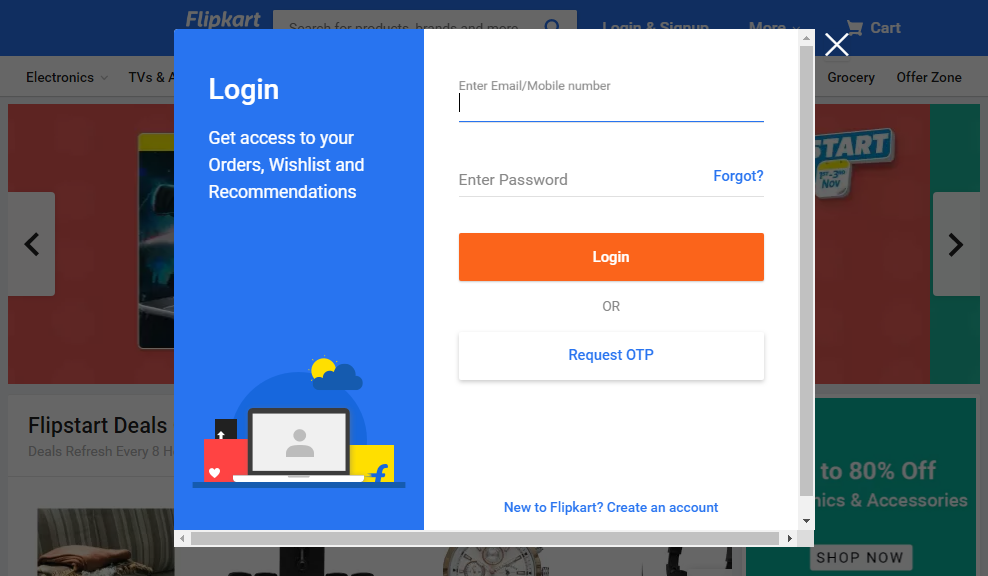 Flipkart
Search for products, brands and more
Login & Signup
More
Cart
Electronics
TVs & A
Grocery
Offer Zone
Login
Get access to your
Orders, Wishlist and
Recommendations
Enter Email/Mobile number
Enter Password
Forgot?
Login
OR
Request OTP
New to Flipkart? Create an account
START
1st-3rd
Nov
Flipstart Deals
Deals Refresh Every 8 H
to 80% Off
nics & Accessories
SHOP NOW